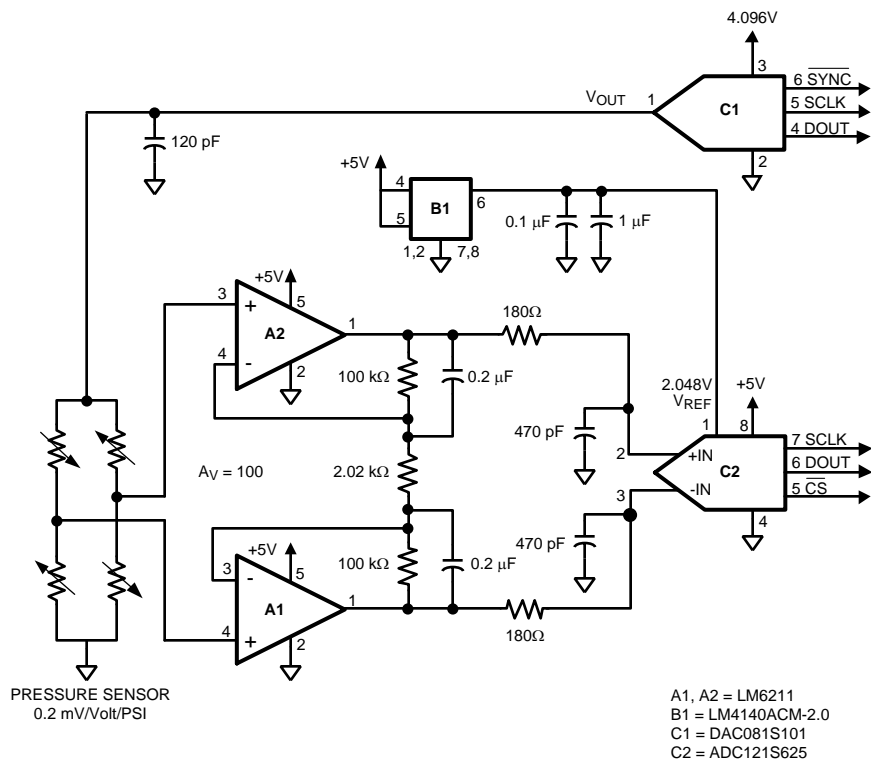 4.096V
3
6 SYNC
VOUT
1
C1
5 SCLK
4 DOUT
2
120 pF
+5V
4
5
B1
6
1,2
7,8
0.1 µF
1 µF
+5V
3
5
+
A2
1
4
-
2
180Ω
100 kΩ
0.2 µF
2.048V
VREF
+5V
1
8
470 pF
2
+IN
7 SCLK
C2
6 DOUT
AV = 100
2.02 kΩ
3
-IN
5 CS
4
+5V
5
3
-
100 kΩ
0.2 µF
470 pF
A1
1
4
+
2
180Ω
PRESSURE SENSOR
0.2 mV/Volt/PSI
A1, A2 = LM6211
B1 = LM4140ACM-2.0
C1 = DAC081S101
C2 = ADC121S625